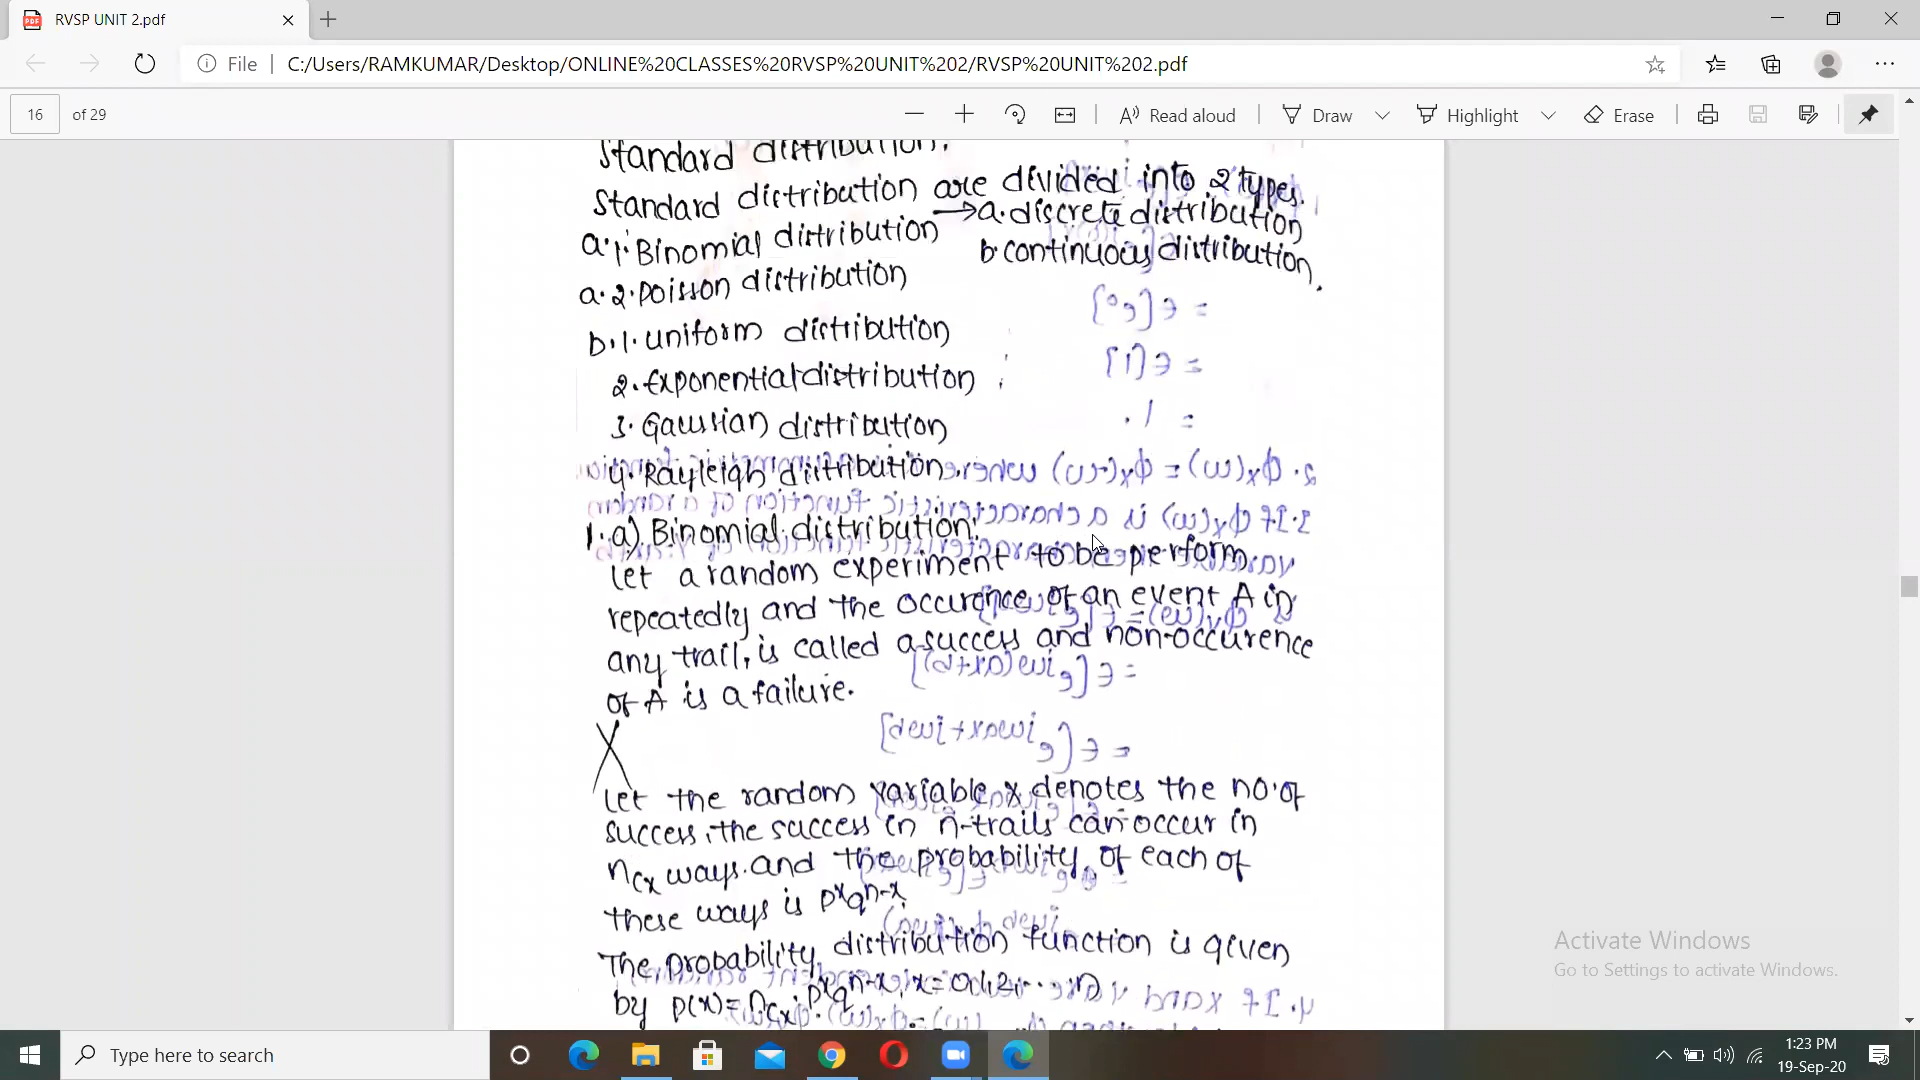 RVSP UNIT 2.pdf
File | C:/Users/RAMKUMAR/Desktop/ONLINE%20CLASSES%20RVSP%20UNIT%202/RVSP%20UNIT%202.pdf
16 of 29
Read aloud
Draw
Highlight
Erase
Standard distribution:
Standard distribution are divided into 2 types.
→ a. discrete distribution
a. 1. Binomial distribution
b. continuous distribution.
a. 2. poisson distribution
b. 1. uniform distribution
2. Exponential distribution
3. Gaussian distribution
4. Rayleigh distribution.
1. a) Binomial distribution:
Let a random experiment to be perform
repeatedly and the occurence of an event A in
any trail, is called a success and non-occurence
of A is a failure.
X
Let the random variable x denotes the no. of
success, the success in n-trails can occur in
nCx ways. and the probability of each of
these ways is p^x q^n-x.
The probability distribution function is given
by p(x) = nCx . p^x q^n-x, x = 0,1,2,...n
Activate Windows
Go to Settings to activate Windows.
Type here to search
1:23 PM
19-Sep-20